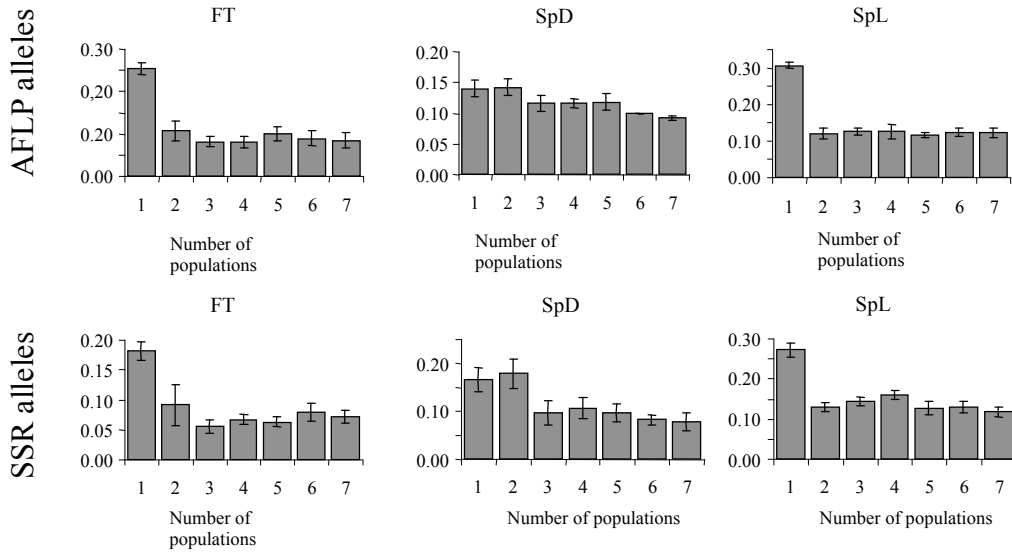 AFLP alleles
FT
0.30
0,20
0.20
0.00
1 2 3 4 5 6 7
Number of
populations
SpD
0.20
0.15
0.10
0.05
0.00
1 2 3 4 5 6 7
Number of
populations
SpL
0.30
0.20
0.10
0.00
1 2 3 4 5 6 7
Number of
populations
SSR alleles
FT
0.20
0.15
0.10
0.05
0.00
1 2 3 4 5 6 7
Number of
populations
SpD
0.20
0.10
0.00
1 2 3 4 5 6 7
Number of populations
SpL
0.30
0.20
0.10
0.00
1 2 3 4 5 6 7
Number of populations